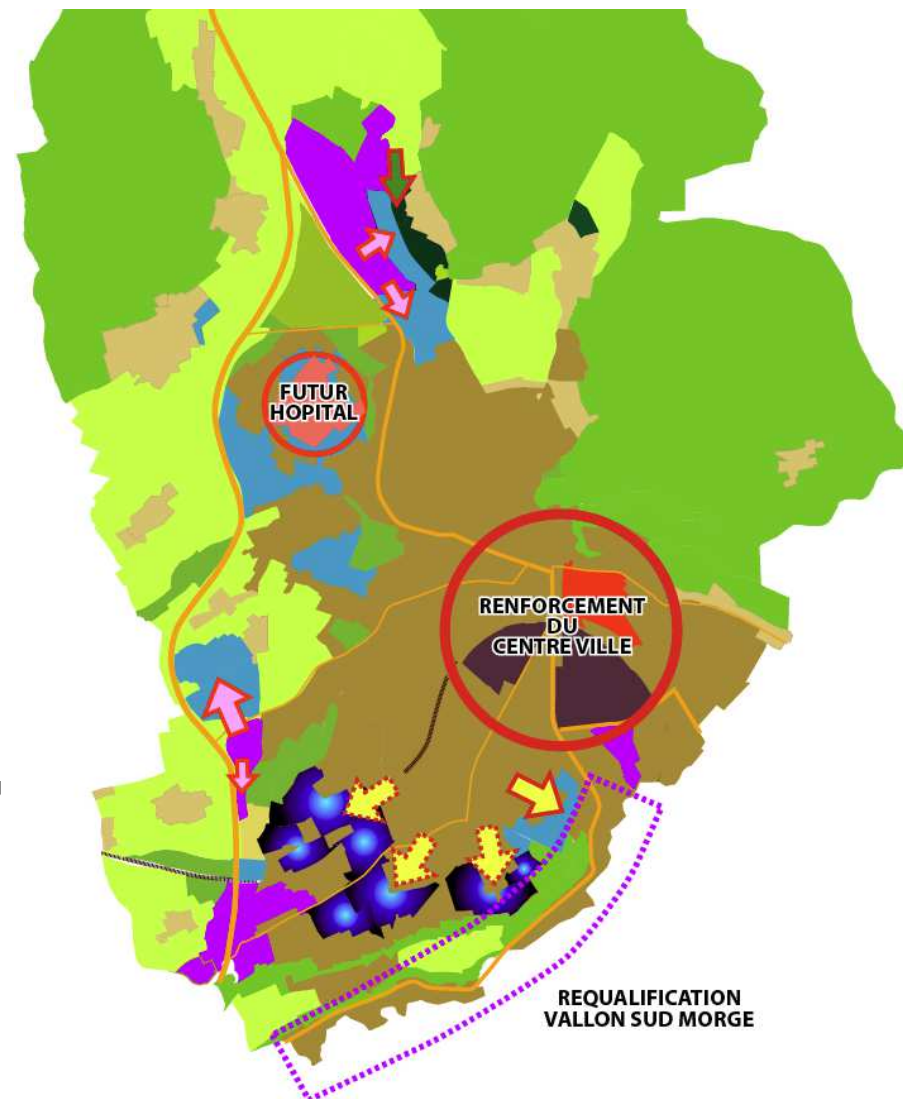 FUTUR
HOPITAL
RENFORCEMENT
DU
CENTRE VILLE
REQUALIFICATION
VALLON SUD MORGE